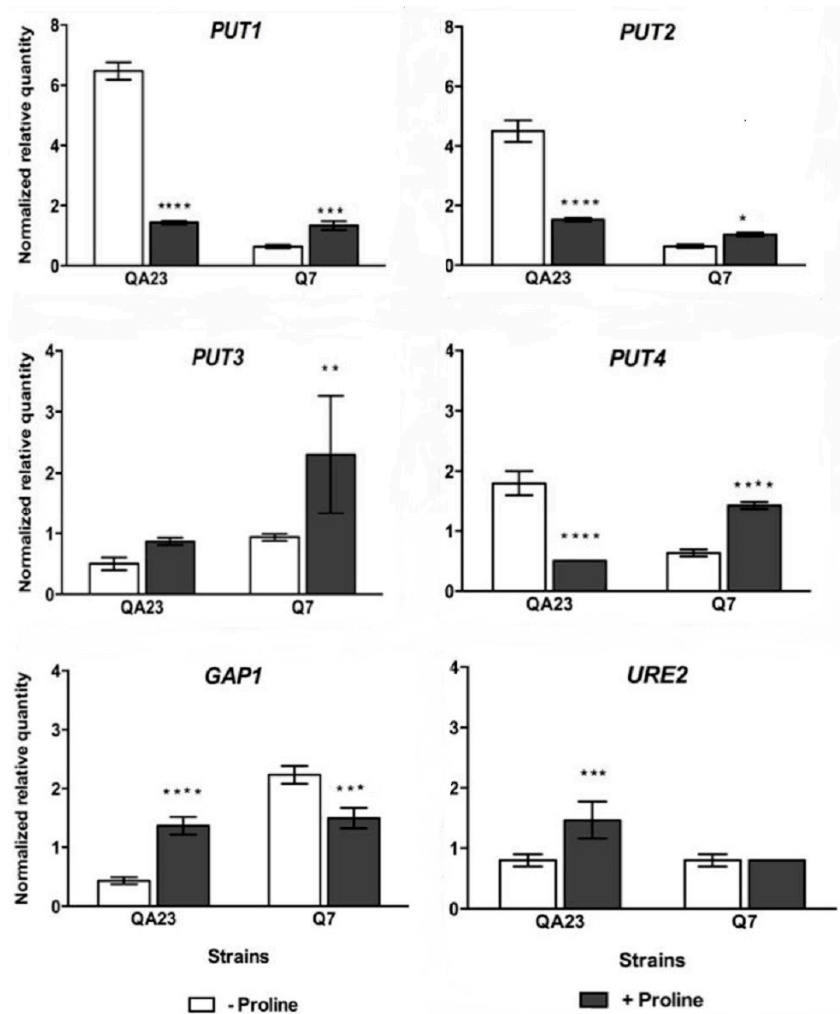 PUT1
Normalized relative quantity
8
6
4
2
0
****
***
QA23
Q7
PUT2
8
6
4
2
0
****
*
QA23
Q7
PUT3
Normalized relative quantity
4
3
2
1
0
**
QA23
Q7
PUT4
4
3
2
1
0
****
****
QA23
Q7
GAP1
Normalized relative quantity
4
3
2
1
0
****
***
QA23
Q7
Strains
- Proline
URE2
4
3
2
1
0
***
QA23
Q7
Strains
+ Proline